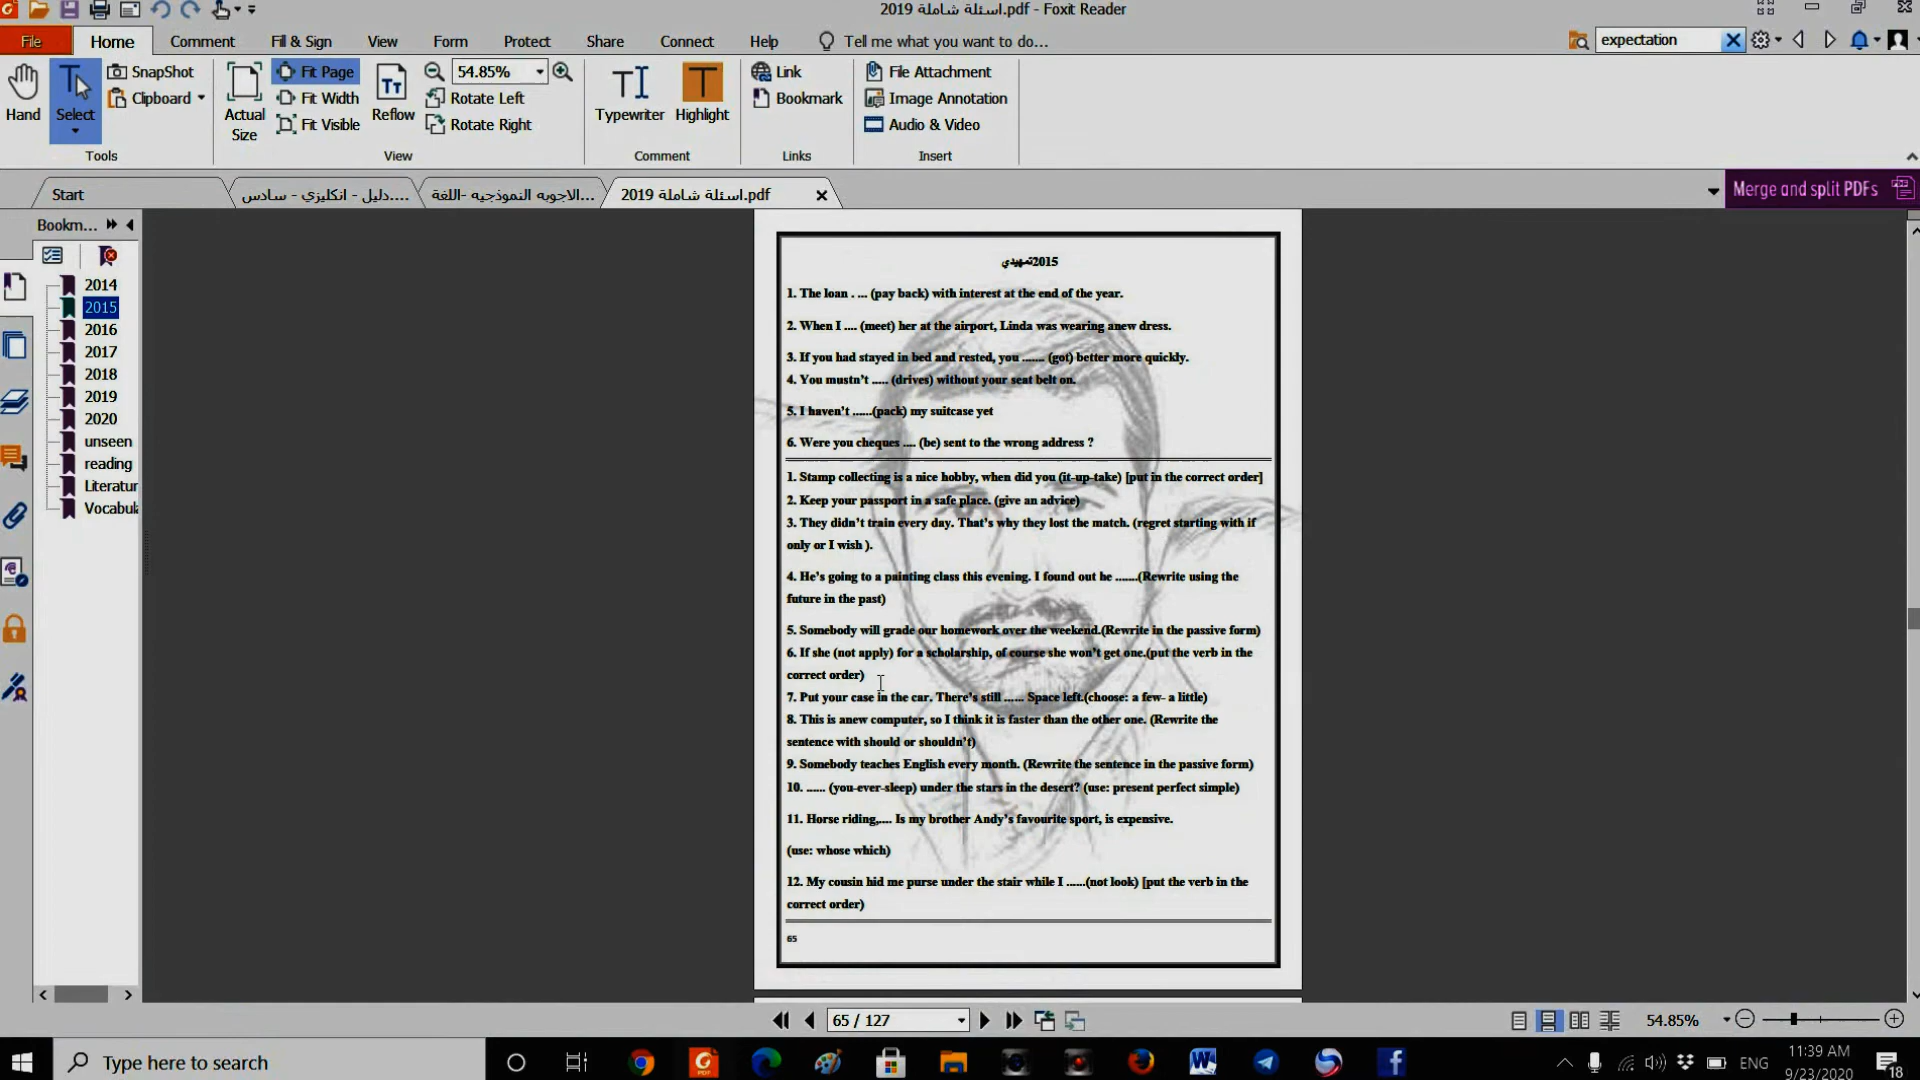 اسئلة شاملة 2019.pdf - Foxit Reader
File
Home
Comment
Fill & Sign
View
Form
Protect
Share
Connect
Help
Tell me what you want to do...
expectation
Hand
Select
SnapShot
Clipboard
Tools
Actual
Size
Fit Page
Fit Width
Fit Visible
Reflow
54.85%
Rotate Left
Rotate Right
View
Typewriter
Highlight
Comment
Link
Bookmark
Links
File Attachment
Image Annotation
Audio & Video
Insert
Start
دليل - انكليزي - سادس....
الاجوبه النموذجيه -اللغة...
اسئلة شاملة 2019.pdf
Merge and split PDFs
Bookm...
2014
2015
2016
2017
2018
2019
2020
unseen
reading
Literatur
Vocabula
2015تمهيدي
1. The loan . ... (pay back) with interest at the end of the year.
2. When I .... (meet) her at the airport, Linda was wearing anew dress.
3. If you had stayed in bed and rested, you ....... (got) better more quickly.
4. You mustn't ..... (drives) without your seat belt on.
5. I haven't ......(pack) my suitcase yet
6. Were you cheques .... (be) sent to the wrong address ?
1. Stamp collecting is a nice hobby, when did you (it-up-take) [put in the correct order]
2. Keep your passport in a safe place. (give an advice)
3. They didn't train every day. That's why they lost the match. (regret starting with if
only or I wish ).
4. He's going to a painting class this evening. I found out he .......(Rewrite using the
future in the past)
5. Somebody will grade our homework over the weekend.(Rewrite in the passive form)
6. If she (not apply) for a scholarship, of course she won't get one.(put the verb in the
correct order)
7. Put your case in the car. There's still ...... Space left.(choose: a few- a little)
8. This is anew computer, so I think it is faster than the other one. (Rewrite the
sentence with should or shouldn't)
9. Somebody teaches English every month. (Rewrite the sentence in the passive form)
10. ...... (you-ever-sleep) under the stars in the desert? (use: present perfect simple)
11. Horse riding,.... Is my brother Andy's favourite sport, is expensive.
(use: whose which)
12. My cousin hid me purse under the stair while I ......(not look) [put the verb in the
correct order)
65
65 / 127
54.85%
Type here to search
ENG
11:39 AM
9/23/2020
18